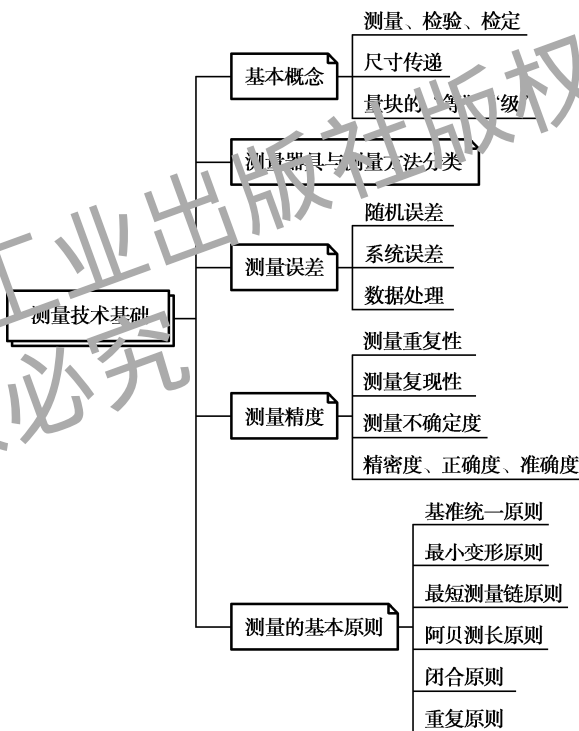 测量、检验、检定
尺寸传递
量块的“等”“级”
基本概念
测量器具与测量方法分类
随机误差
系统误差
数据处理
测量误差
测量技术基础
测量重复性
测量复现性
测量不确定度
精密度、正确度、准确度
测量精度
基准统一原则
最小变形原则
最短测量链原则
阿贝测长原则
闭合原则
重复原则
测量的基本原则
工业出版社版权
必究